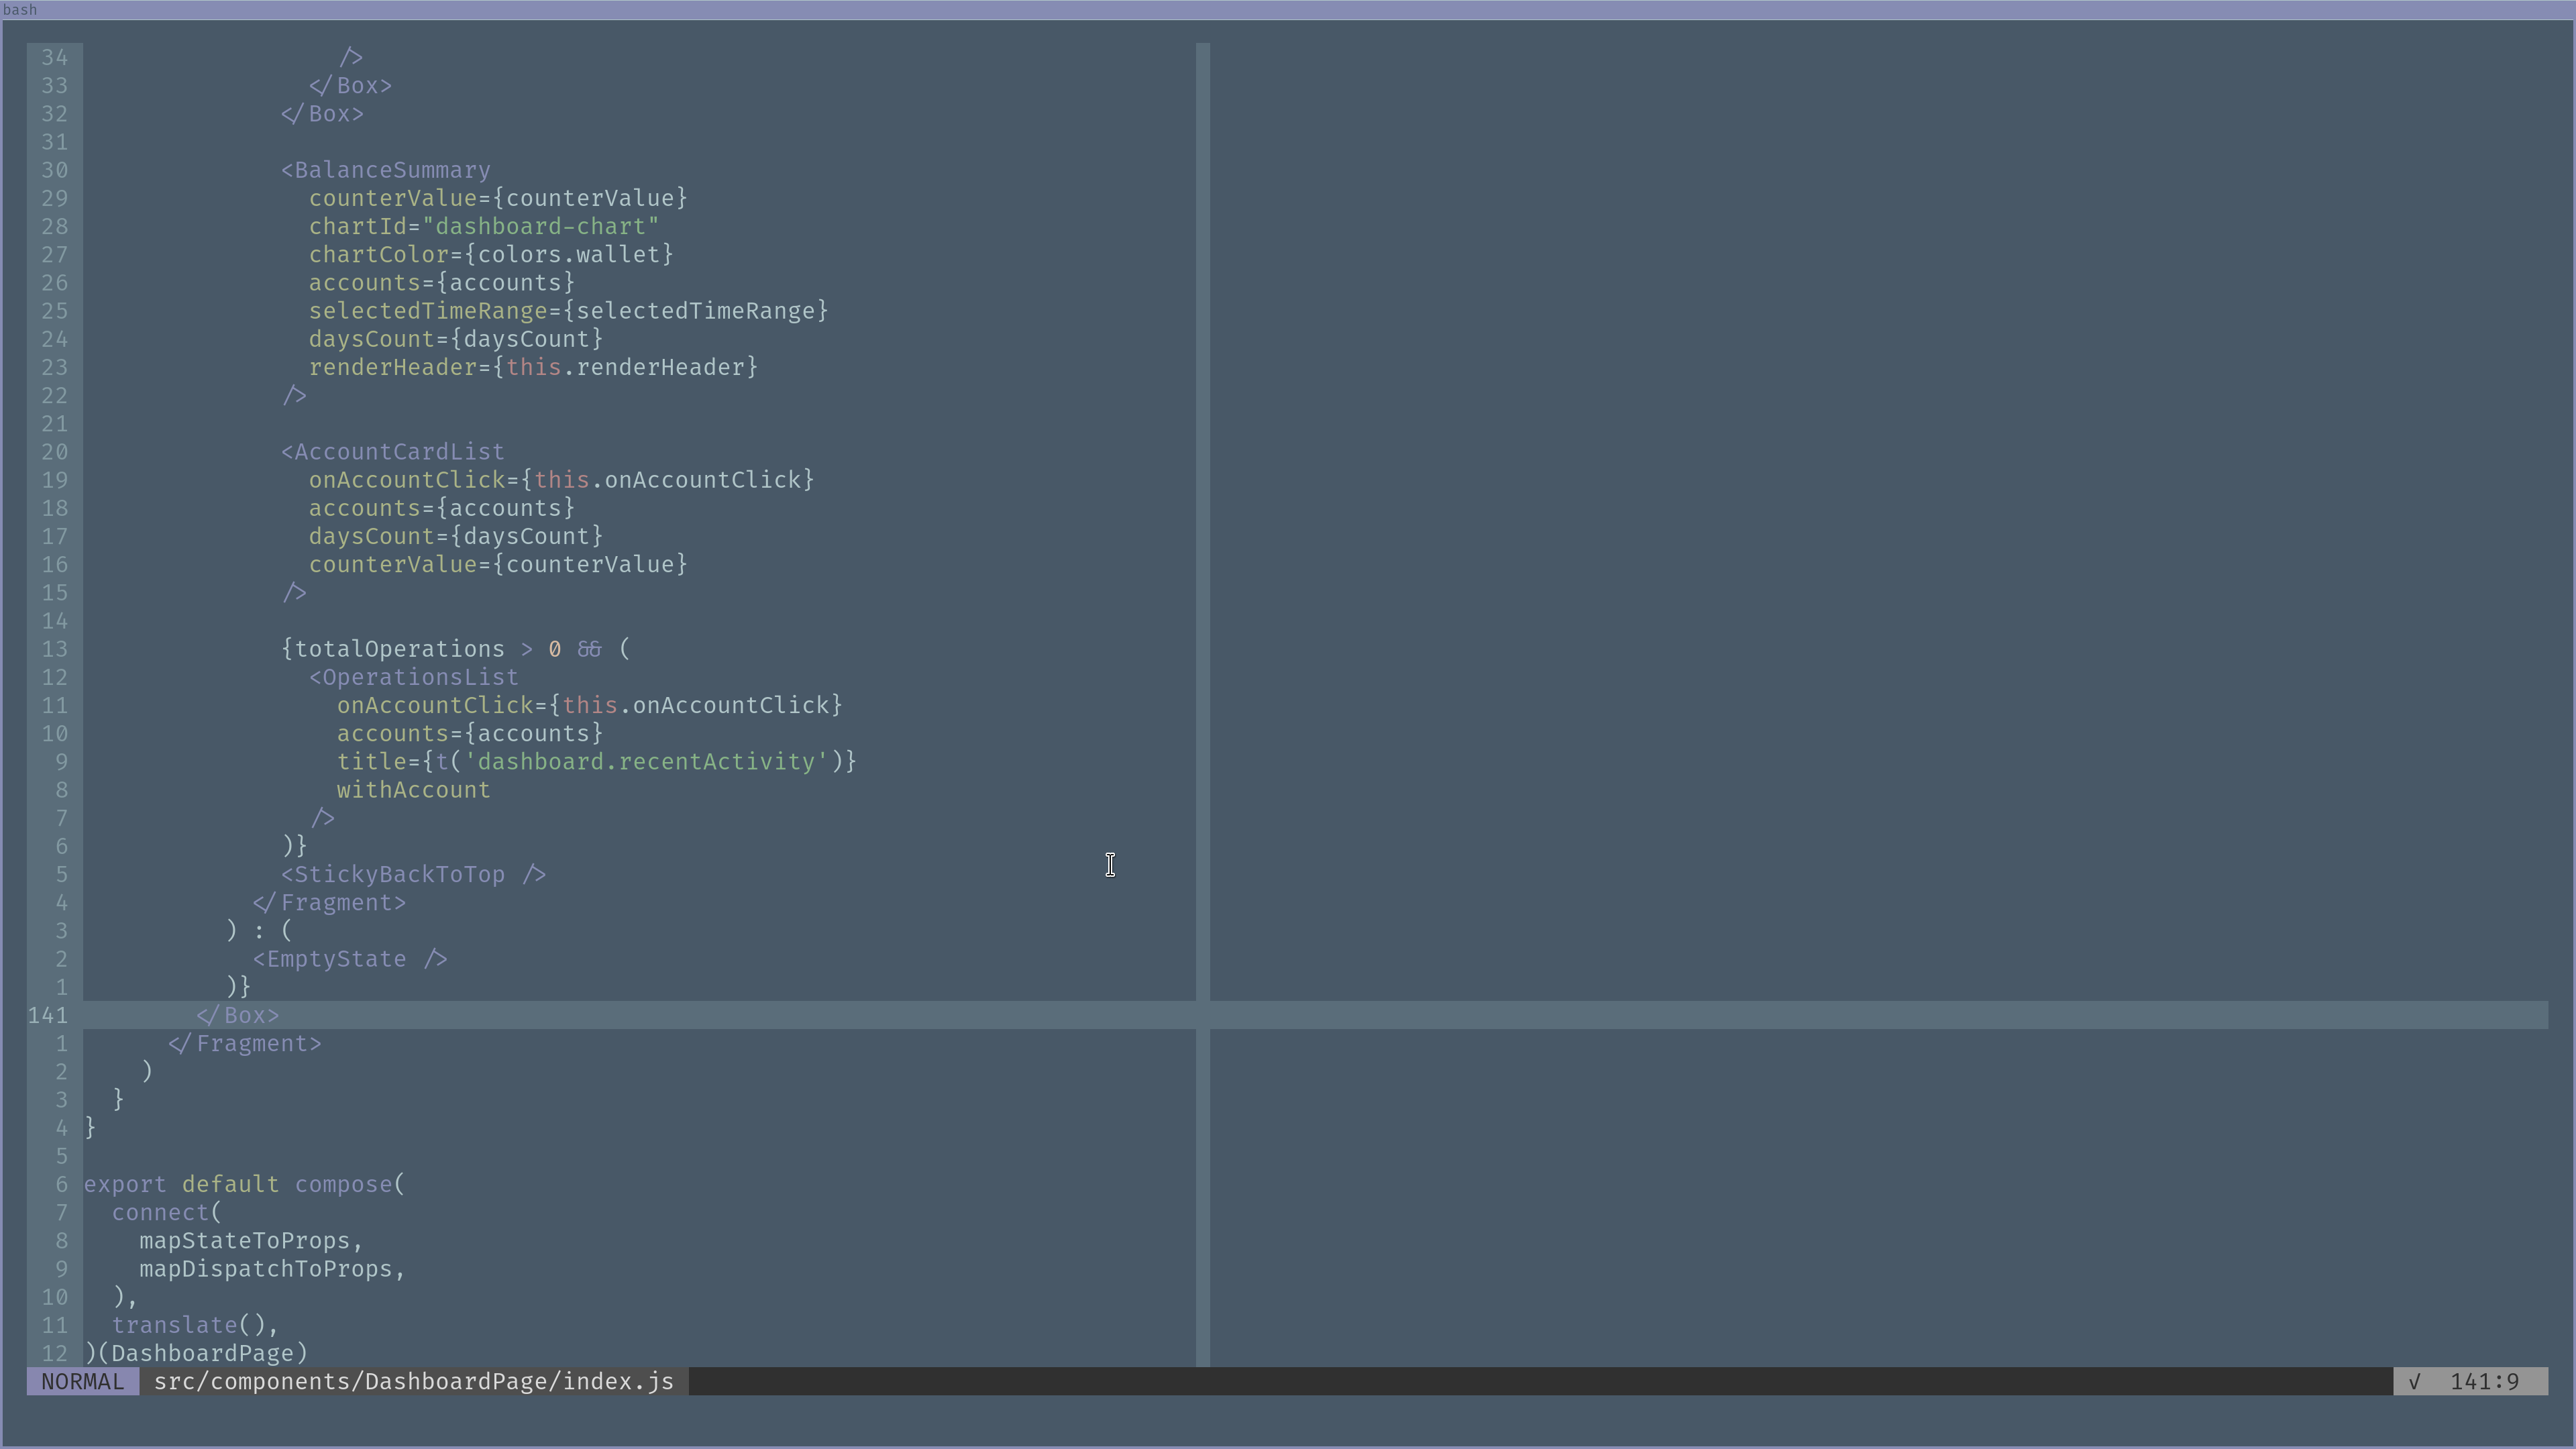 bash
34                   />
33                 </Box>
32               </Box>
31
30               <BalanceSummary
29                 counterValue={counterValue}
28                 chartId="dashboard-chart"
27                 chartColor={colors.wallet}
26                 accounts={accounts}
25                 selectedTimeRange={selectedTimeRange}
24                 daysCount={daysCount}
23                 renderHeader={this.renderHeader}
22               />
21
20               <AccountCardList
19                 onAccountClick={this.onAccountClick}
18                 accounts={accounts}
17                 daysCount={daysCount}
16                 counterValue={counterValue}
15               />
14
13               {totalOperations > 0 && (
12                 <OperationsList
11                   onAccountClick={this.onAccountClick}
10                   accounts={accounts}
9                   title={t('dashboard.recentActivity')}
8                   withAccount
7                 />
6               )}
5               <StickyBackToTop />
4             </Fragment>
3           ) : (
2             <EmptyState />
1           )}
141         </Box>
1       </Fragment>
2     )
3   }
4 }
5
6 export default compose(
7   connect(
8     mapStateToProps,
9     mapDispatchToProps,
10   ),
11   translate(),
12 )(DashboardPage)
NORMAL  src/components/DashboardPage/index.js  √  141:9